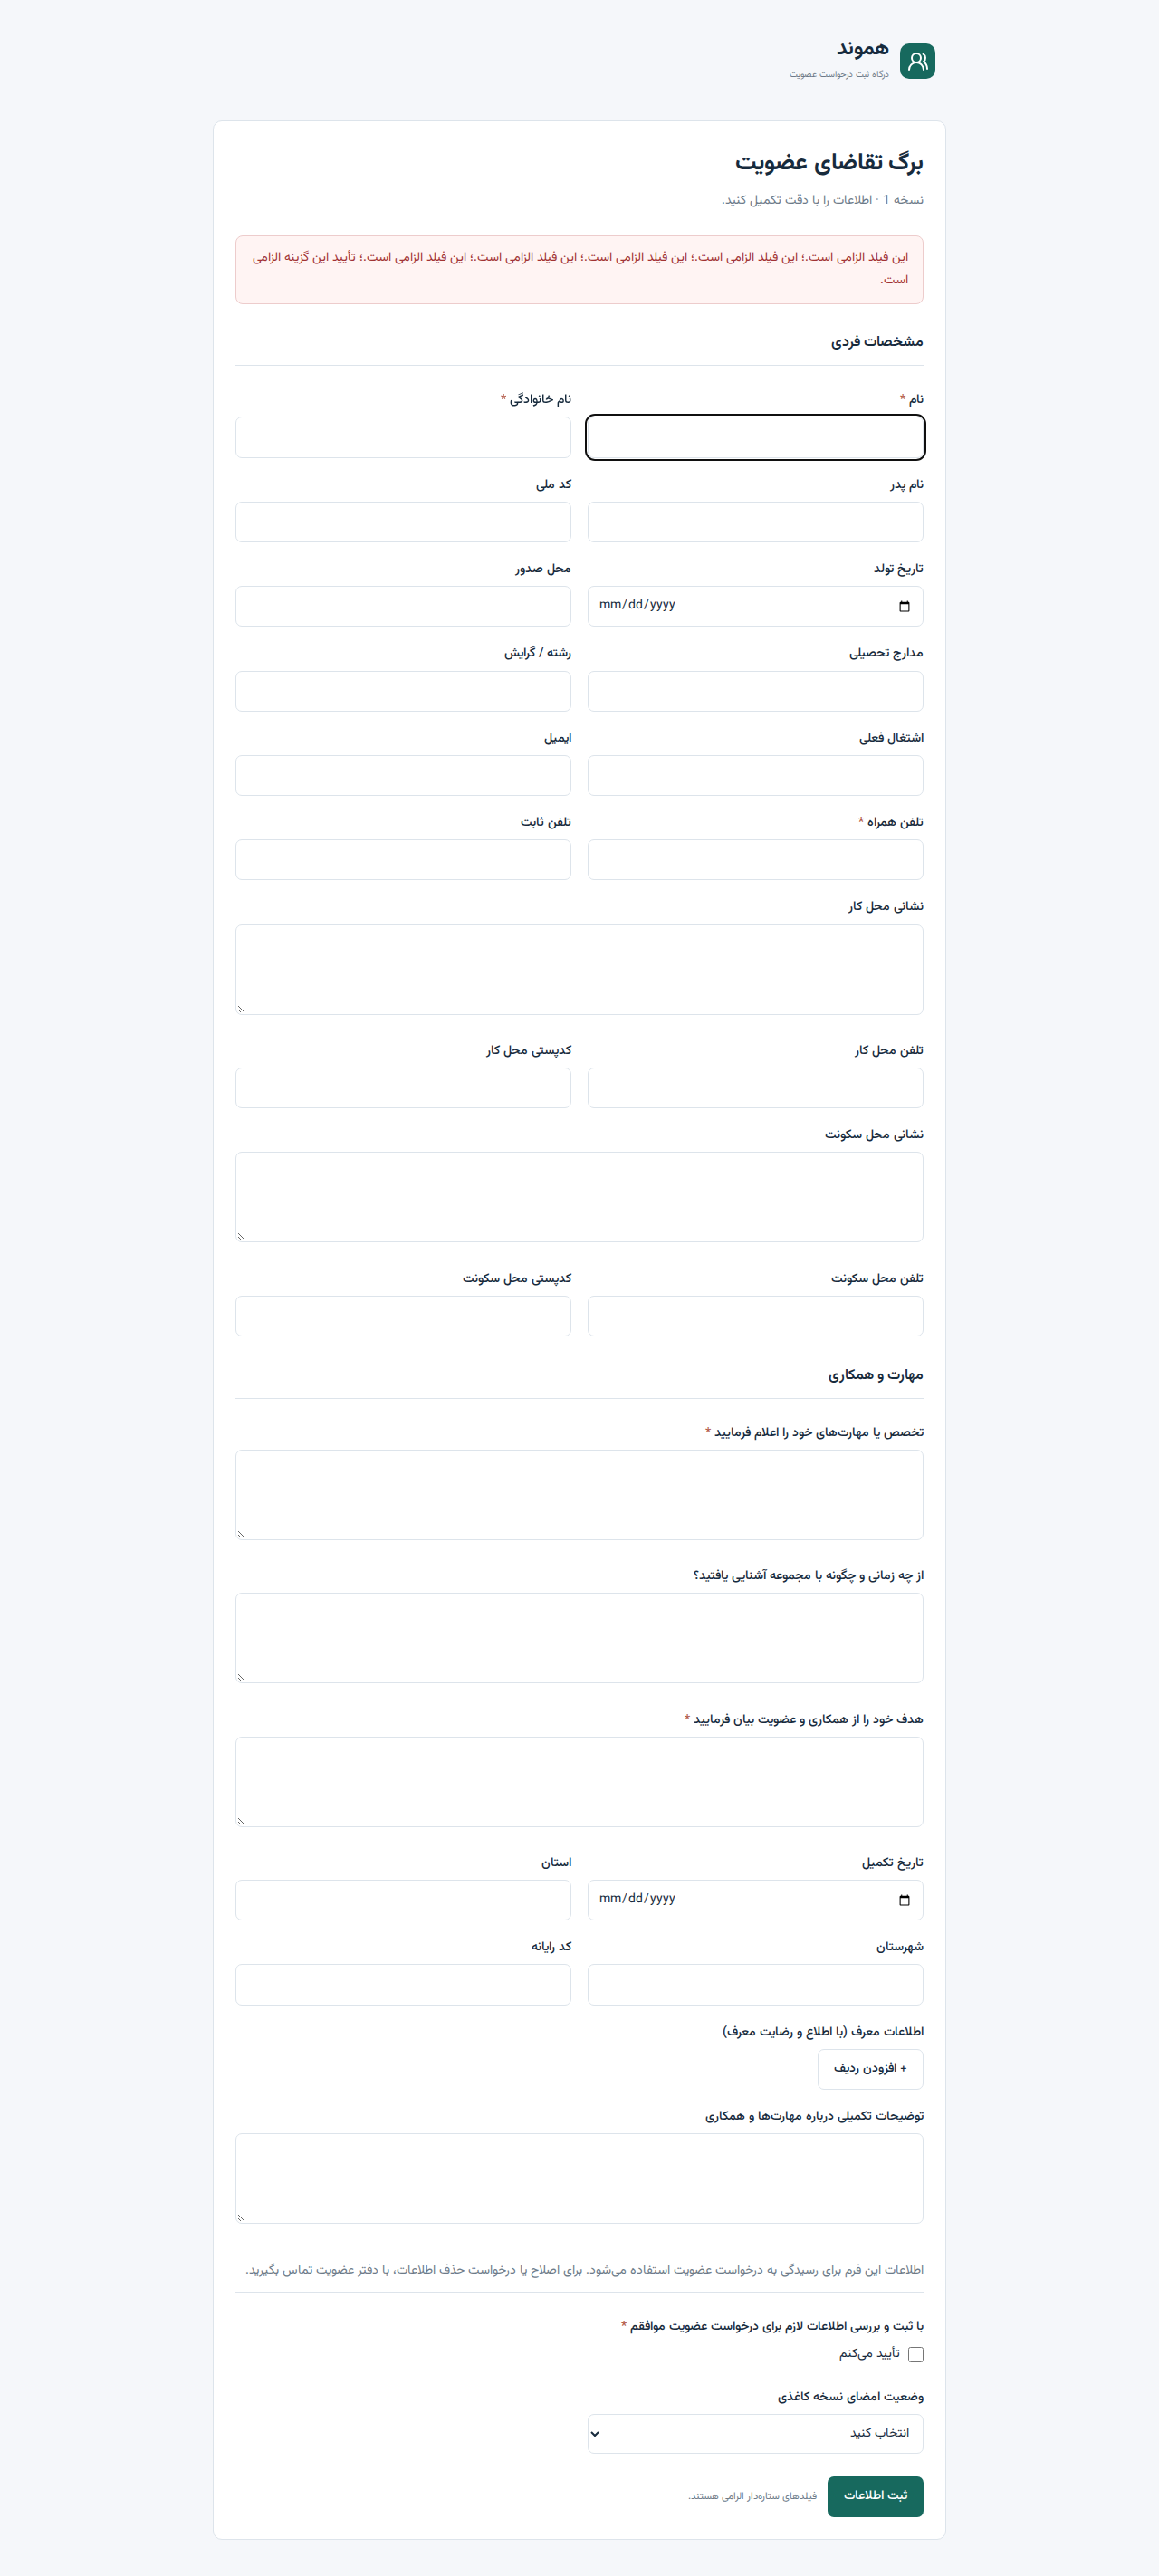 هموند
درگاه ثبت درخواست عضویت
برگ تقاضای عضویت
نسخه 1 · اطلاعات را با دقت تکمیل کنید.
این فیلد الزامی است.؛ این فیلد الزامی است.؛ این فیلد الزامی است.؛ این فیلد الزامی است.؛ این فیلد الزامی است.؛ تأیید این گزینه الزامی
است.
مشخصات فردی
نام *
نام خانوادگی *
نام پدر
کد ملی
تاریخ تولد
محل صدور
mm/dd/yyyy
مدارج تحصیلی
رشته / گرایش
اشتغال فعلی
ایمیل
تلفن همراه *
تلفن ثابت
نشانی محل کار
تلفن محل کار
کدپستی محل کار
نشانی محل سکونت
تلفن محل سکونت
کدپستی محل سکونت
مهارت و همکاری
تخصص یا مهارت‌های خود را اعلام فرمایید *
از چه زمانی و چگونه با مجموعه آشنایی یافتید؟
هدف خود را از همکاری و عضویت بیان فرمایید *
تاریخ تکمیل
استان
mm/dd/yyyy
شهرستان
کد رایانه
اطلاعات معرف (با اطلاع و رضایت معرف)
+ افزودن ردیف
توضیحات تکمیلی درباره مهارت‌ها و همکاری
اطلاعات این فرم برای رسیدگی به درخواست عضویت استفاده می‌شود. برای اصلاح یا درخواست حذف اطلاعات، با دفتر عضویت تماس بگیرید.
با ثبت و بررسی اطلاعات لازم برای درخواست عضویت موافقم *
تأیید می‌کنم
وضعیت امضای نسخه کاغذی
انتخاب کنید
ثبت اطلاعات
فیلدهای ستاره‌دار الزامی هستند.